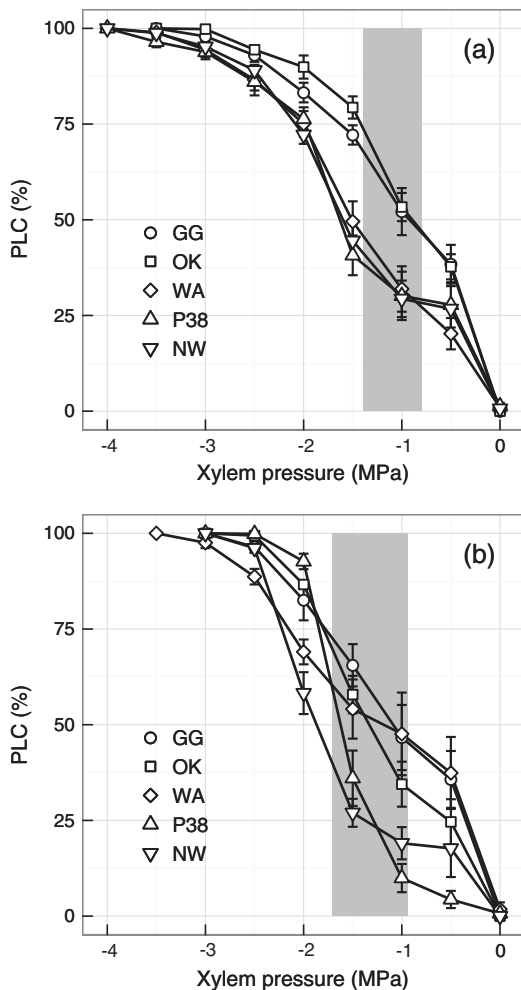 (a)
100
75
50
25
0
PLC (%)
GG
OK
WA
P38
NW
-4 -3 -2 -1 0
Xylem pressure (MPa)
(b)
100
75
50
25
0
PLC (%)
GG
OK
WA
P38
NW
-4 -3 -2 -1 0
Xylem pressure (MPa)